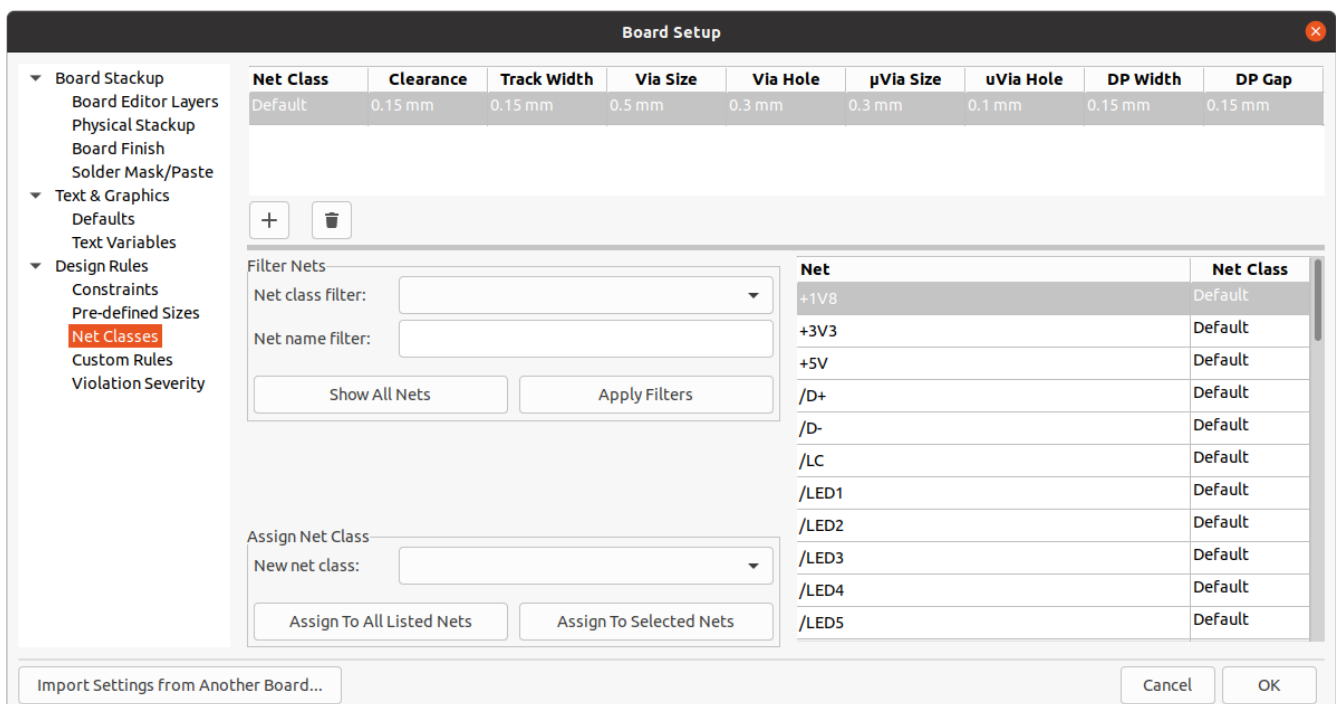 Board Setup
Board Stackup
Board Editor Layers
Physical Stackup
Board Finish
Solder Mask/Paste
Text & Graphics
Defaults
Text Variables
Design Rules
Constraints
Pre-defined Sizes
Net Classes
Custom Rules
Violation Severity
Net Class Clearance Track Width Via Size Via Hole µVia Size uVia Hole DP Width DP Gap
Default 0.15 mm 0.15 mm 0.5 mm 0.3 mm 0.3 mm 0.1 mm 0.15 mm 0.15 mm
+
Filter Nets
Net class filter:
Net name filter:
Show All Nets Apply Filters
Assign Net Class
New net class:
Assign To All Listed Nets Assign To Selected Nets
Net Net Class
+1V8 Default
+3V3 Default
+5V Default
/D+ Default
/D- Default
/LC Default
/LED1 Default
/LED2 Default
/LED3 Default
/LED4 Default
/LED5 Default
Import Settings from Another Board... Cancel OK